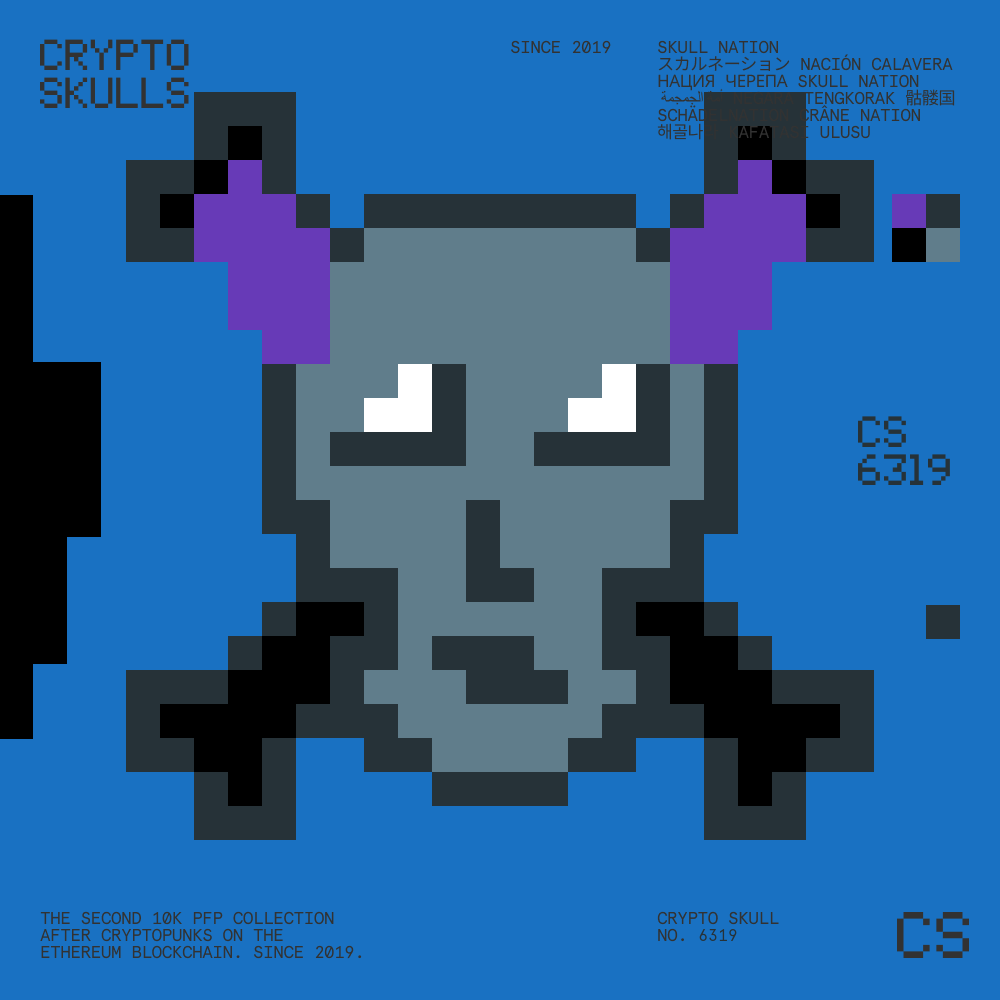 CRYPTO
SKULLS
SINCE 2019
SKULL NATION
スカルネーション NACIÓN CALAVERA
НАЦИЯ ЧЕРЕПА SKULL NATION
TENGKORAK 骷髅国
CRÂNE NATION
해골나 ULUSU
CS
6319
THE SECOND 10K PFP COLLECTION
AFTER CRYPTOPUNKS ON THE
ETHEREUM BLOCKCHAIN. SINCE 2019.
CRYPTO SKULL
NO. 6319
CS